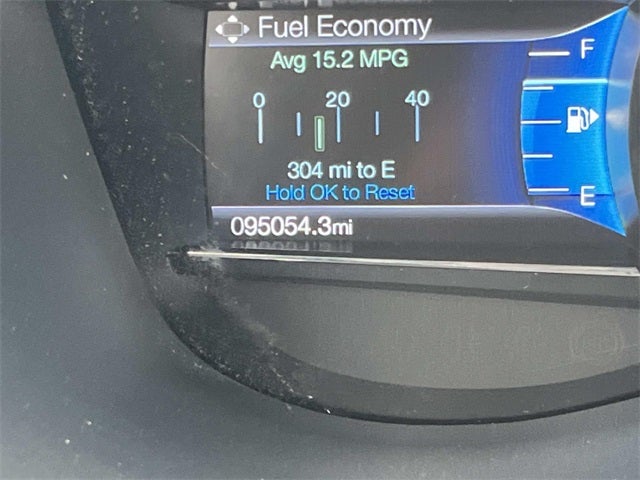 Fuel Economy
Avg 15.2 MPG
F
0 20 40
304 mi to E
Hold OK to Reset
E
095054.3mi